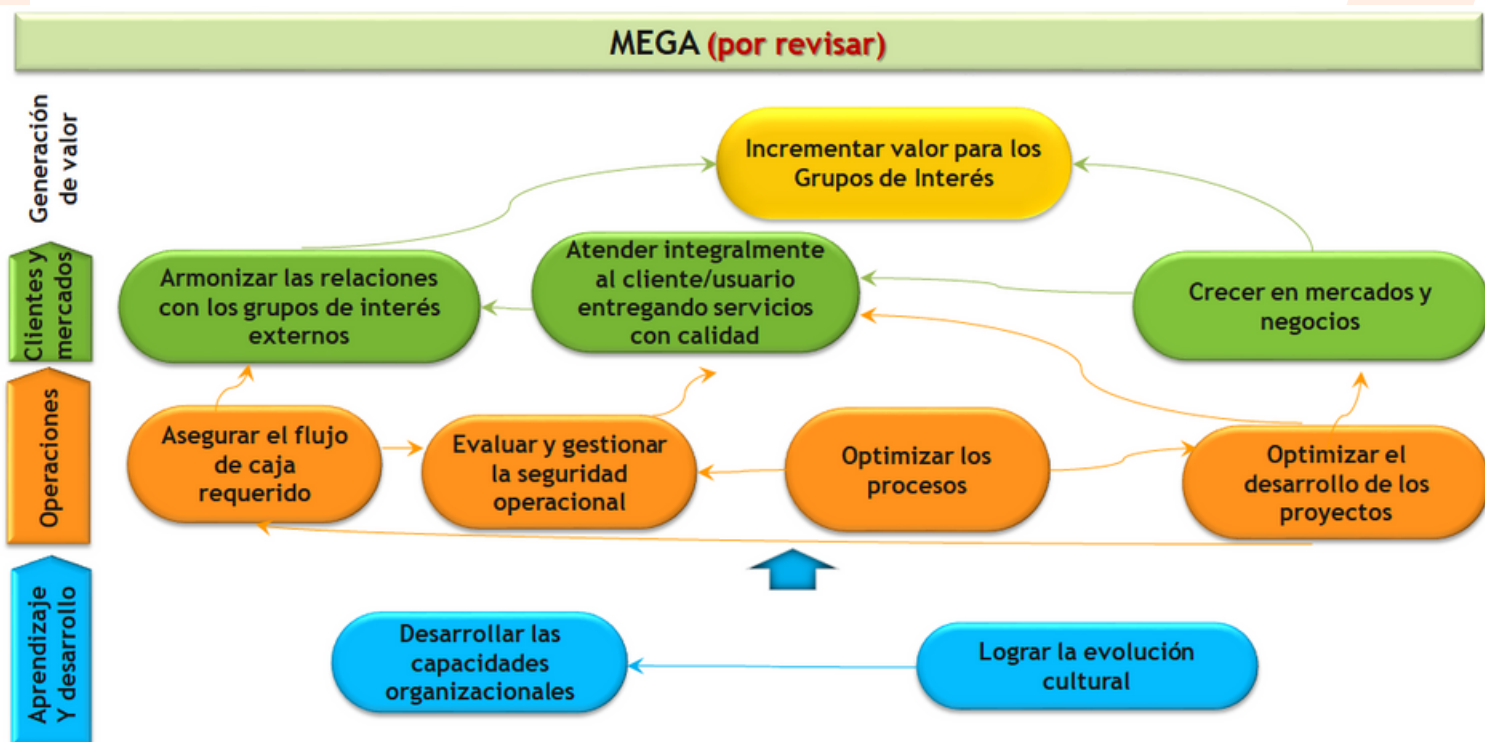 MEGA (por revisar)
Generación
de valor
Incrementar valor para los
Grupos de Interés
Clientes y
mercados
Armonizar las relaciones
con los grupos de interés
externos
Atender integralmente
al cliente/usuario
entregando servicios
con calidad
Crecer en mercados y
negocios
Operaciones
Asegurar el flujo
de caja
requerido
Evaluar y gestionar
la seguridad
operacional
Optimizar los
procesos
Optimizar el
desarrollo de los
proyectos
Aprendizaje
Y desarrollo
Desarrollar las
capacidades
organizacionales
Lograr la evolución
cultural